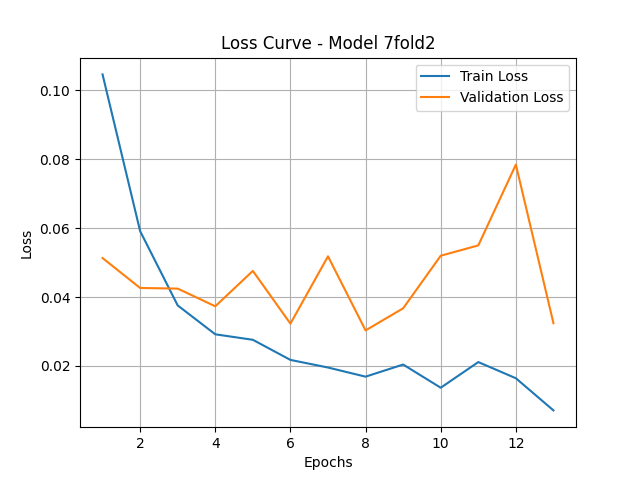 Loss Curve - Model 7fold2
Train Loss
Validation Loss
0.10
0.08
0.06
0.04
0.02
Loss
2 4 6 8 10 12
Epochs